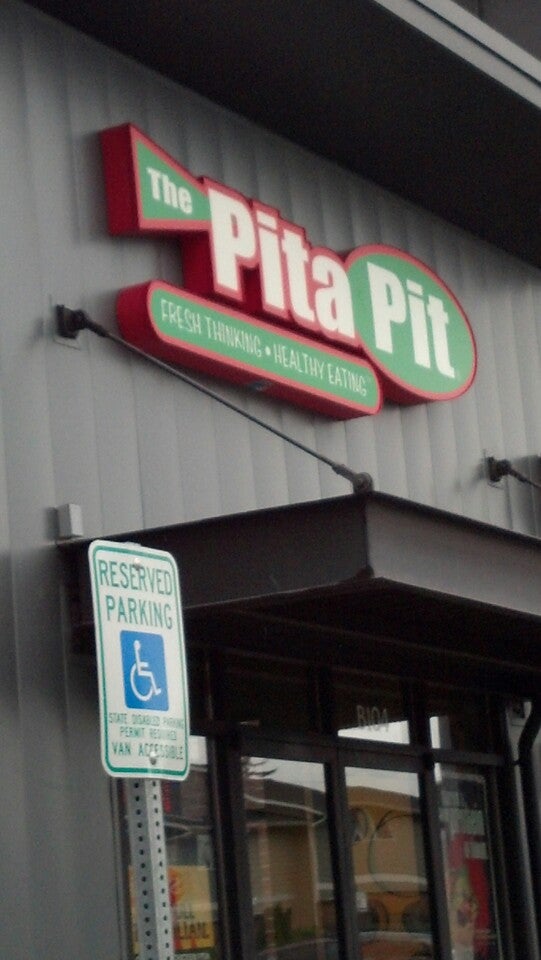 The
Pita Pit
FRESH THINKING • HEALTHY EATING
RESERVED
PARKING
STATE DISABLED PARKING
PERMIT REQUIRED
VAN ACCESSIBLE
B104